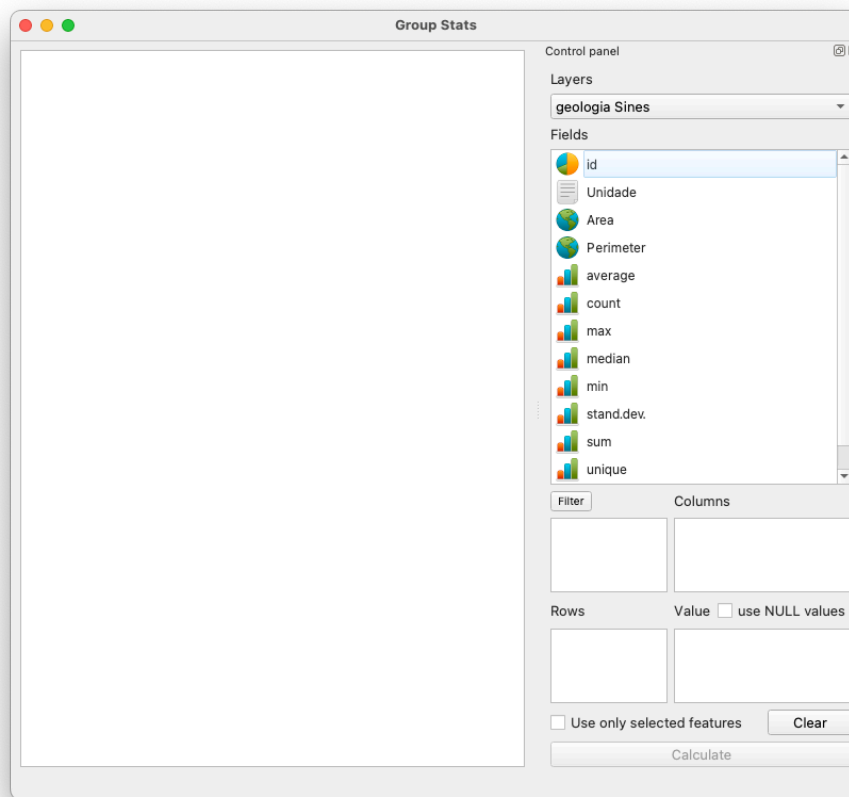 Group Stats
Control panel
Layers
geologia Sines
Fields
id
Unidade
Area
Perimeter
average
count
max
median
min
stand.dev.
sum
unique
Filter Columns
Rows Value use NULL values
Use only selected features Clear
Calculate